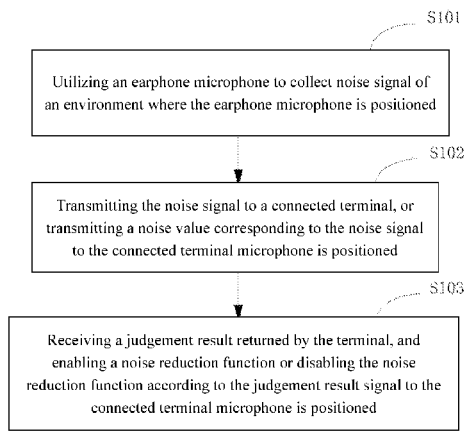 S101
Utilizing an earphone microphone to collect noise signal of
an environment where the earphone microphone is positioned
S102
Transmitting the noise signal to a connected terminal, or
transmitting a noise value corresponding to the noise signal
to the connected terminal microphone is positioned
S103
Receiving a judgement result returned by the terminal, and
enabling a noise reduction function or disabling the noise
reduction function according to the judgement result signal to the
connected terminal microphone is positioned